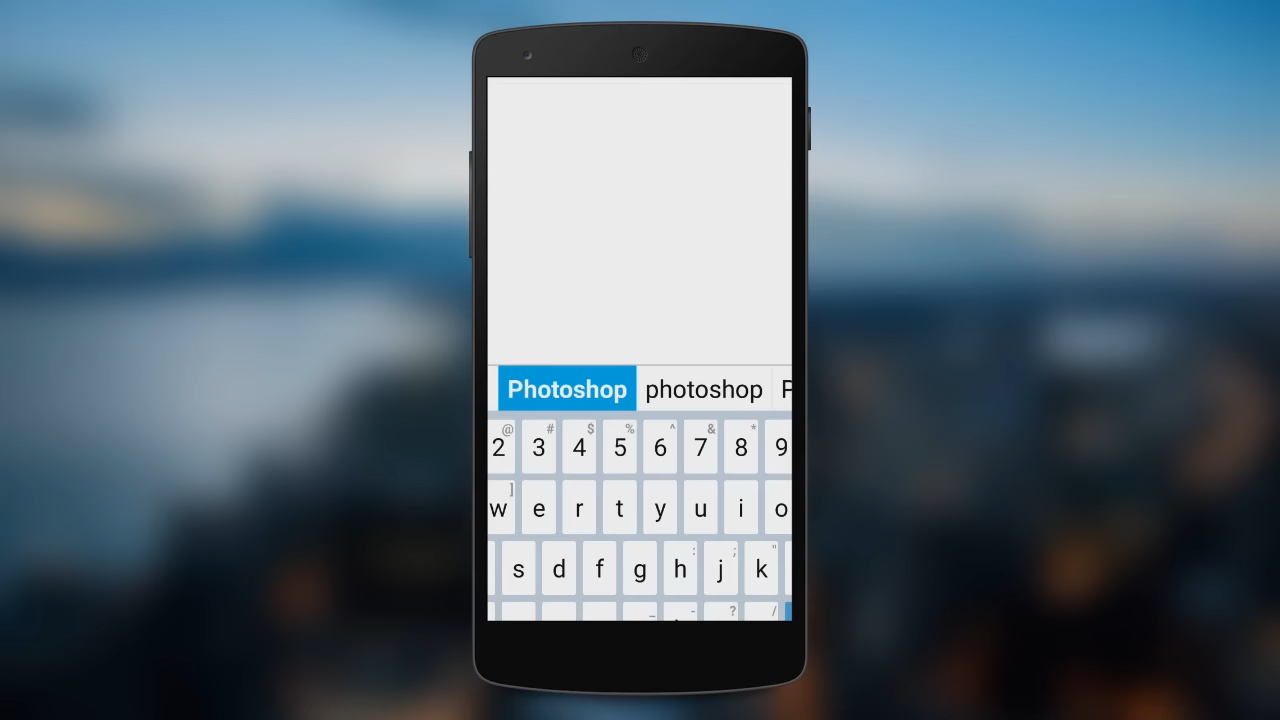 Photoshop photoshop P
@ # $ % ^ & *
2 3 4 5 6 7 8 9
]
w e r t y u i o
: ; "
s d f g h j k
_ - ? /